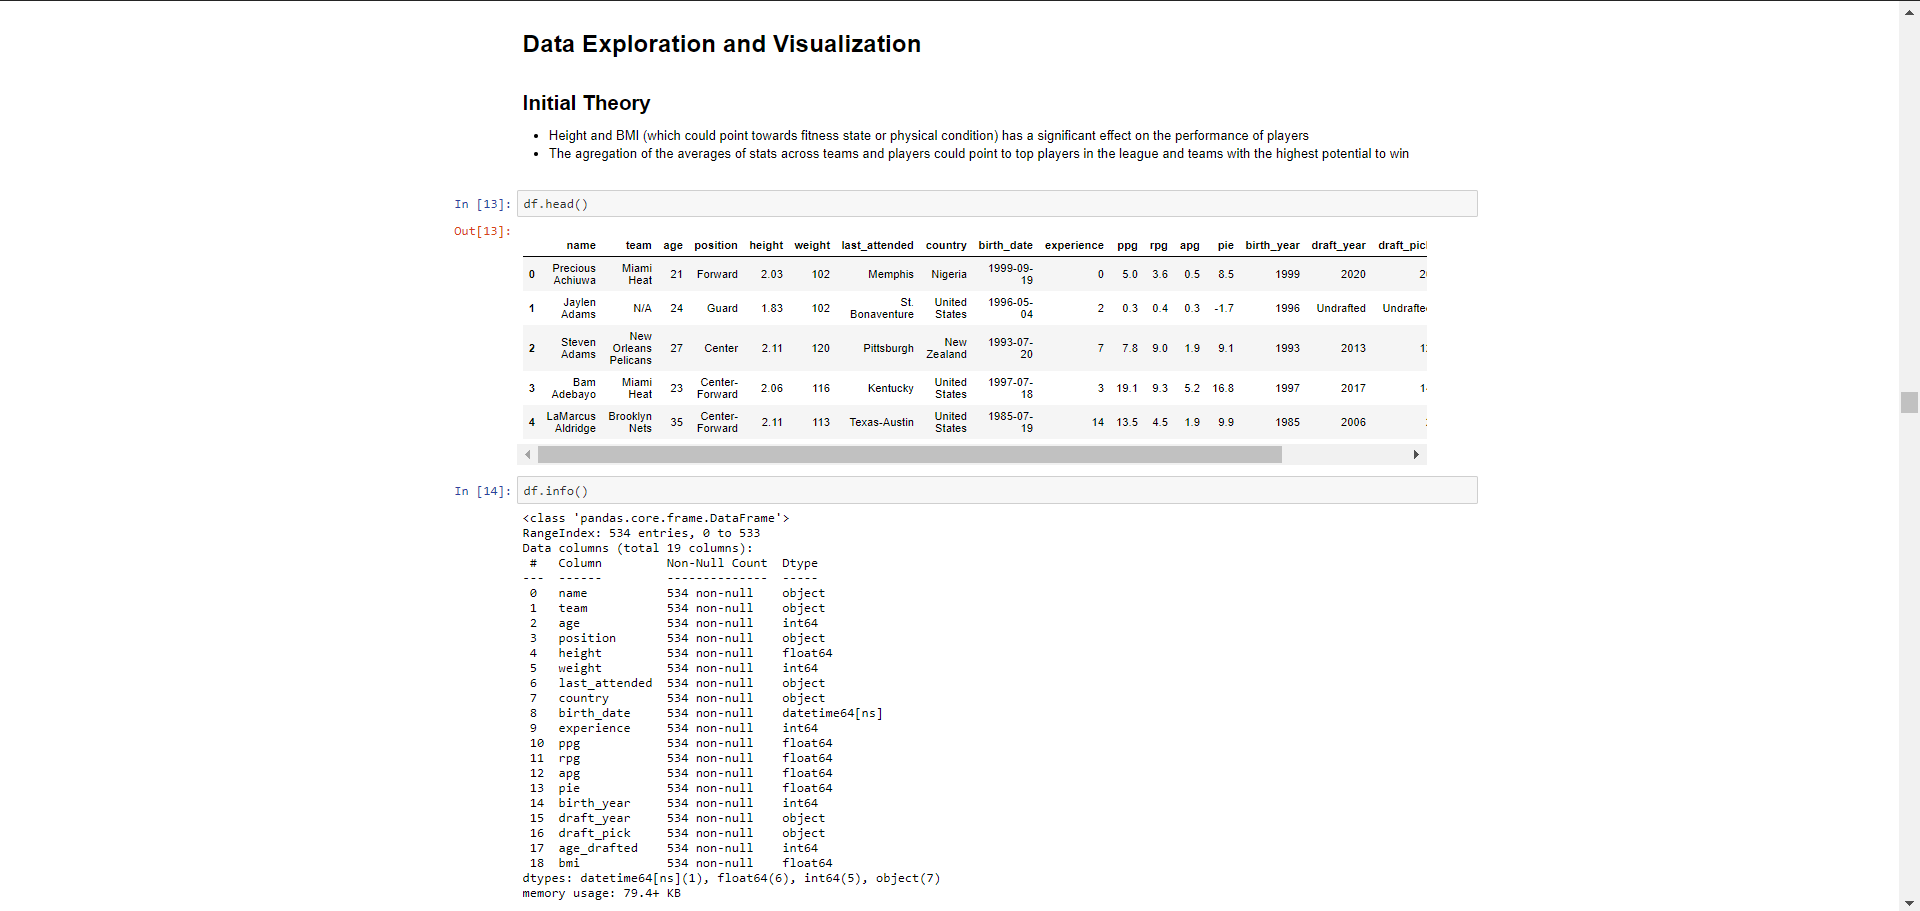 Data Exploration and Visualization
Initial Theory
• Height and BMI (which could point towards fitness state or physical condition) has a significant effect on the performance of players
• The agregation of the averages of stats across teams and players could point to top players in the league and teams with the highest potential to win
In [13]: df.head()
Out[13]:
name team age position height weight last_attended country birth_date experience ppg rpg apg pie birth_year draft_year
0 Precious Achiuwa Miami Heat 21 Forward 2.03 102 Memphis Nigeria 1999-09-19 0 5.0 3.6 0.5 8.5 1999 2020
1 Jaylen Adams N/A 24 Guard 1.83 102 St. Bonaventure United States 1996-05-04 2 0.3 0.4 0.3 -1.7 1996 Undrafted
2 Steven Adams New Orleans Pelicans 27 Center 2.11 120 Pittsburgh New Zealand 1993-07-20 7 7.8 9.0 1.9 9.1 1993 2013
3 Bam Adebayo Miami Heat 23 Center-Forward 2.06 116 Kentucky United States 1997-07-18 3 19.1 9.3 5.2 16.8 1997 2017
4 LaMarcus Aldridge Brooklyn Nets 35 Center-Forward 2.11 113 Texas-Austin United States 1985-07-19 14 13.5 4.5 1.9 9.9 1985 2006
In [14]: df.info()
<class 'pandas.core.frame.DataFrame'>
RangeIndex: 534 entries, 0 to 533
Data columns (total 19 columns):
# Column Non-Null Count Dtype
--- ------ -------------- -----
0 name 534 non-null object
1 team 534 non-null object
2 age 534 non-null int64
3 position 534 non-null object
4 height 534 non-null float64
5 weight 534 non-null int64
6 last_attended 534 non-null object
7 country 534 non-null object
8 birth_date 534 non-null datetime64[ns]
9 experience 534 non-null int64
10 ppg 534 non-null float64
11 rpg 534 non-null float64
12 apg 534 non-null float64
13 pie 534 non-null float64
14 birth_year 534 non-null int64
15 draft_year 534 non-null object
16 draft_pick 534 non-null object
17 age_drafted 534 non-null int64
18 bmi 534 non-null float64
dtypes: datetime64[ns](1), float64(6), int64(5), object(7)
memory usage: 79.4+ KB